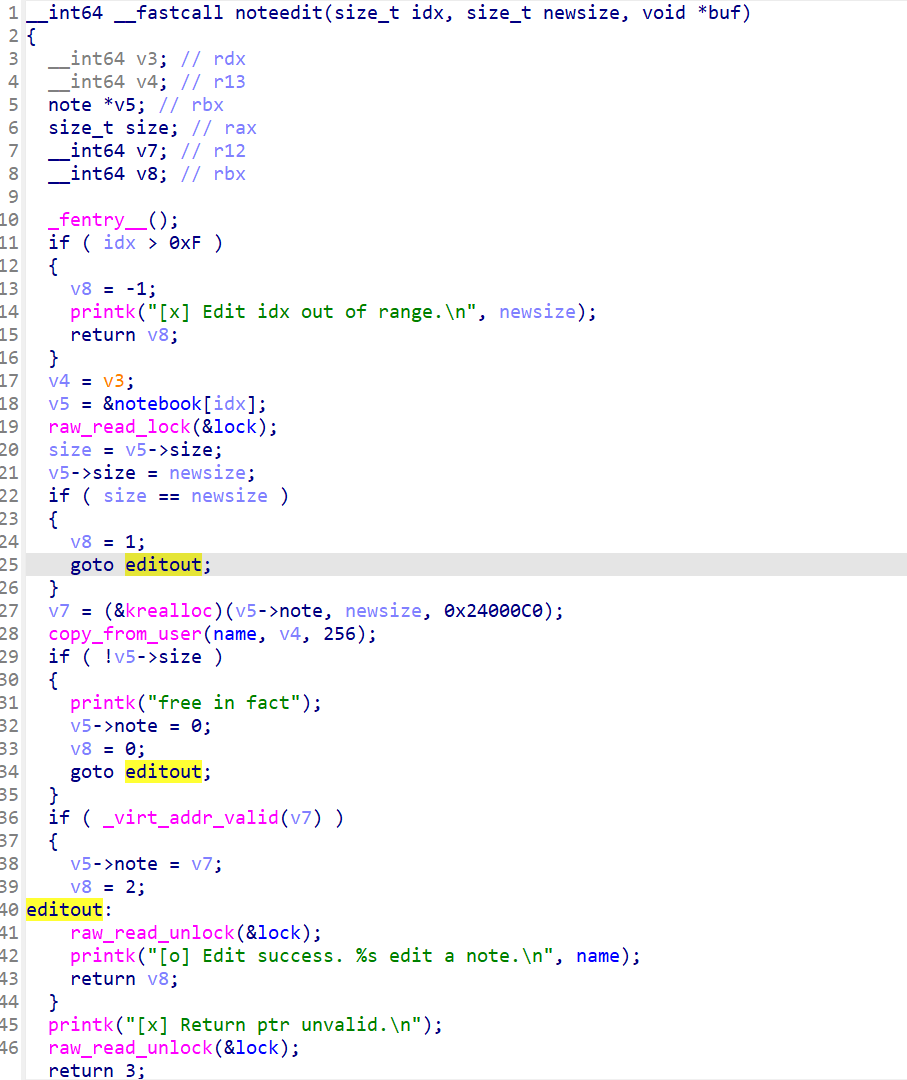 1 __int64 __fastcall noteedit(size_t idx, size_t newsize, void *buf)
2 {
3   __int64 v3; // rdx
4   __int64 v4; // r13
5   note *v5; // rbx
6   size_t size; // rax
7   __int64 v7; // r12
8   __int64 v8; // rbx
9
10   _fentry__();
11   if ( idx > 0xF )
12   {
13     v8 = -1;
14     printk("[x] Edit idx out of range.\n", newsize);
15     return v8;
16   }
17   v4 = v3;
18   v5 = &notebook[idx];
19   raw_read_lock(&lock);
20   size = v5->size;
21   v5->size = newsize;
22   if ( size == newsize )
23   {
24     v8 = 1;
25     goto editout;
26   }
27   v7 = (&krealloc)(v5->note, newsize, 0x24000C0);
28   copy_from_user(name, v4, 256);
29   if ( !v5->size )
30   {
31     printk("free in fact");
32     v5->note = 0;
33     v8 = 0;
34     goto editout;
35   }
36   if ( _virt_addr_valid(v7) )
37   {
38     v5->note = v7;
39     v8 = 2;
40 editout:
41     raw_read_unlock(&lock);
42     printk("[o] Edit success. %s edit a note.\n", name);
43     return v8;
44   }
45   printk("[x] Return ptr unvalid.\n");
46   raw_read_unlock(&lock);
return 3;